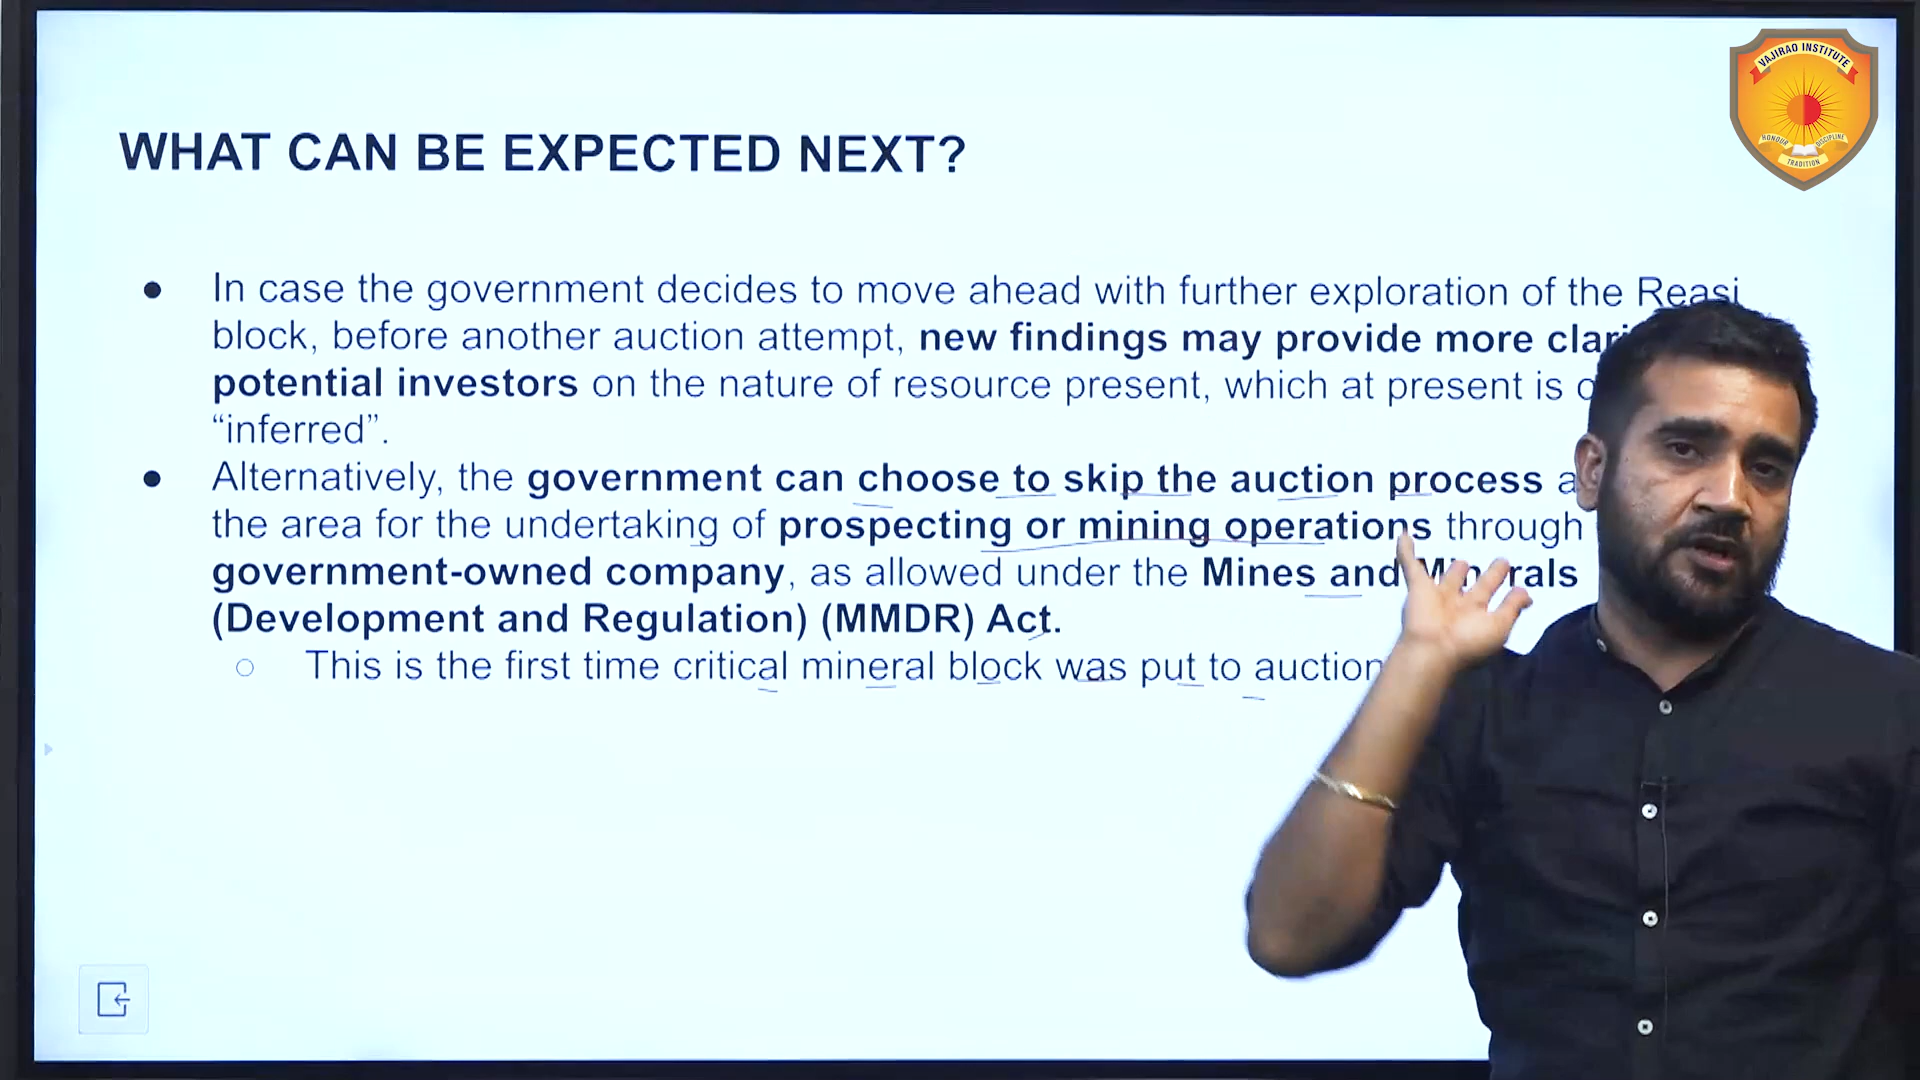 VAJIRAO INSTITUTE
HONOUR
DISCIPLINE
TRADITION
WHAT CAN BE EXPECTED NEXT?
● In case the government decides to move ahead with further exploration of the Reasi
block, before another auction attempt, new findings may provide more
potential investors on the nature of resource present, which at present is
“inferred”.
● Alternatively, the government can choose to skip the auction process
the area for the undertaking of prospecting or mining operations through
government-owned company, as allowed under the Mines and Minerals
(Development and Regulation) (MMDR) Act.
○ This is the first time critical mineral block was put to auction